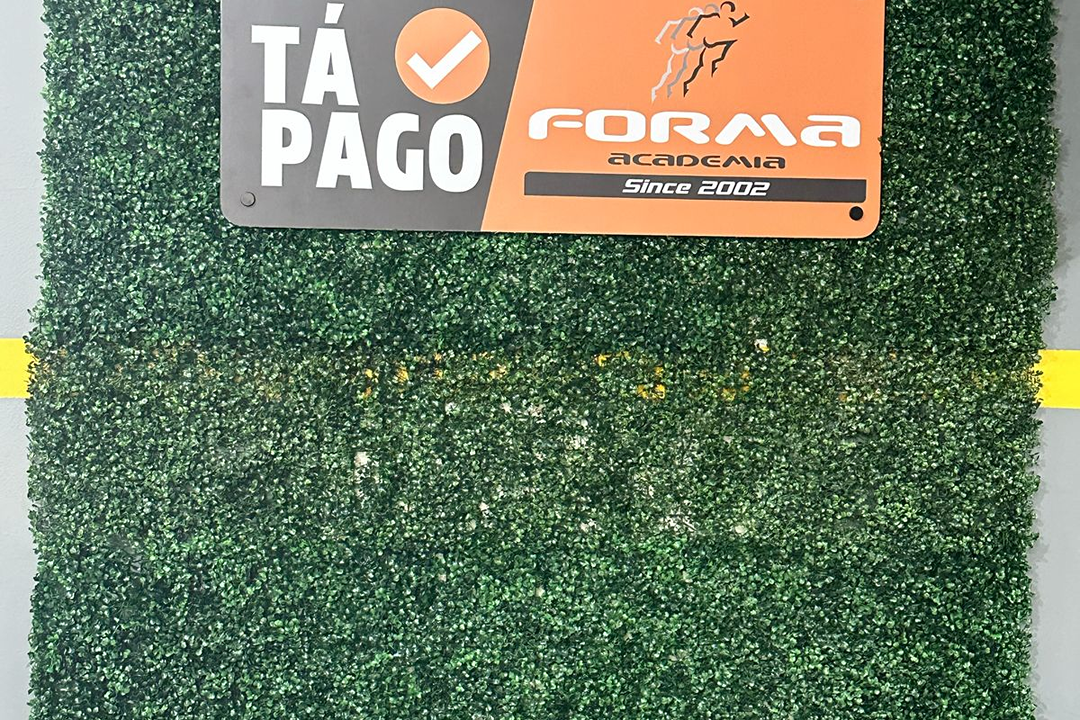 TÁ
PAGO
FORMA
ACADEMIA
Since 2002